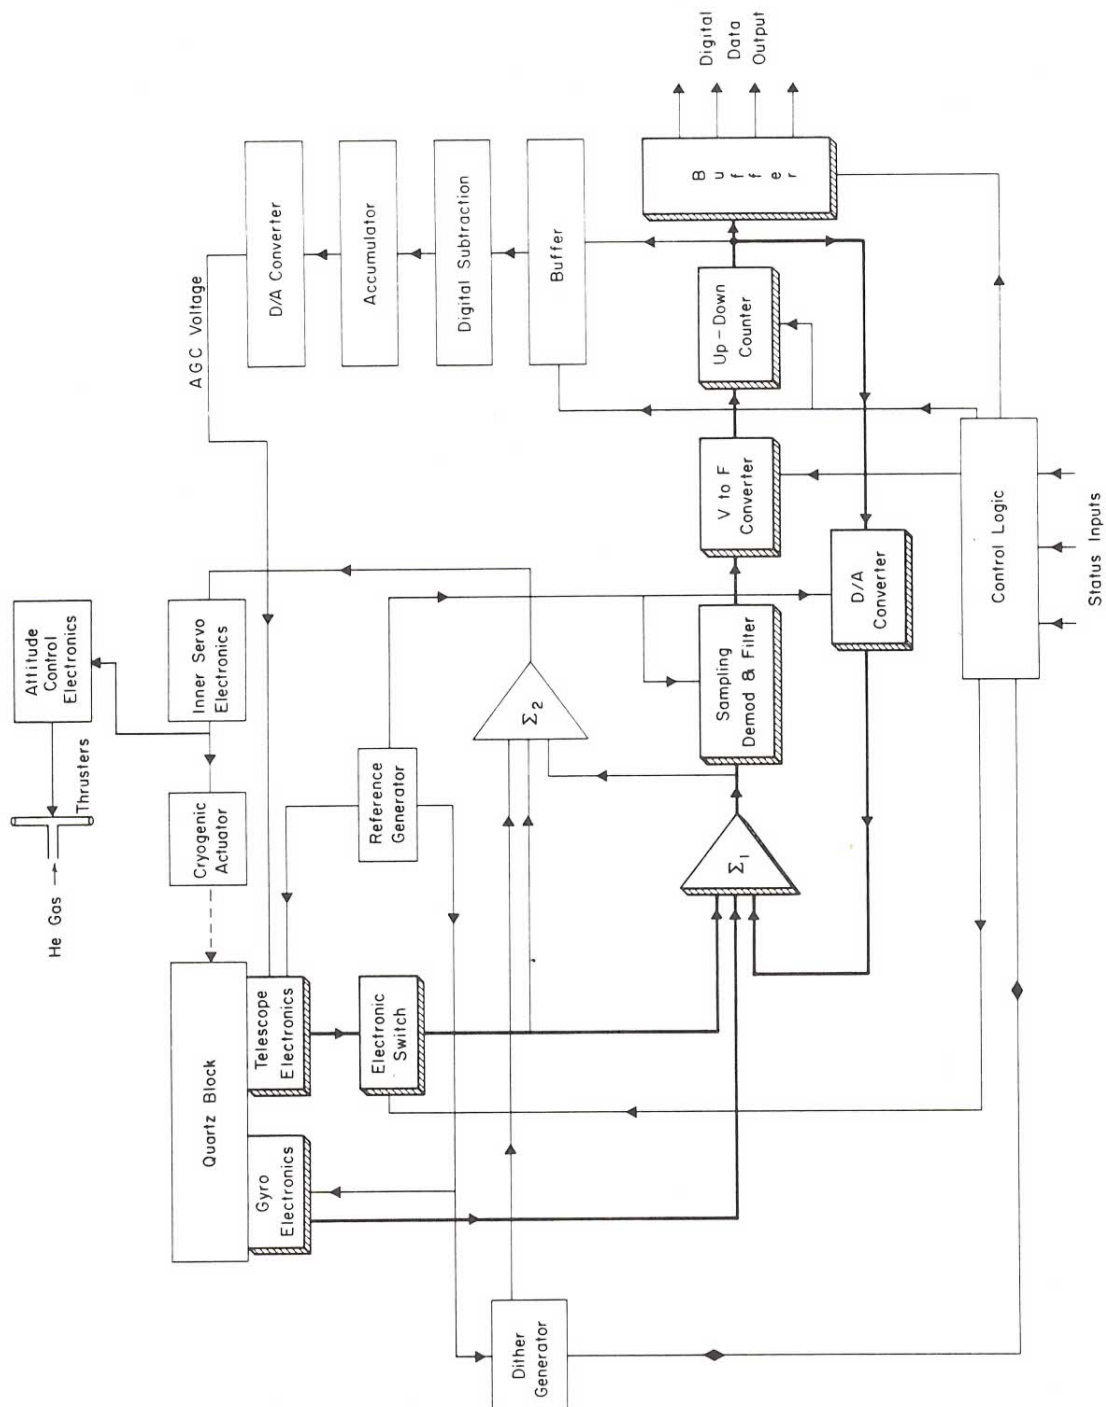 He Gas
Thrusters
Attitude
Control
Electronics
Cryogenic
Actuator
Inner Servo
Electronics
AGC Voltage
Quartz Block
Gyro
Electronics
Telescope
Electronics
Electronic
Switch
Reference
Generator
D/A Converter
Accumulator
Digital Subtraction
Buffer
Dither
Generator
Σ2
Σ1
Sampling
Demod & Filter
V to F
Converter
Up-Down
Counter
Buffer
Digital
Data
Output
D/A
Converter
Control Logic
Status Inputs